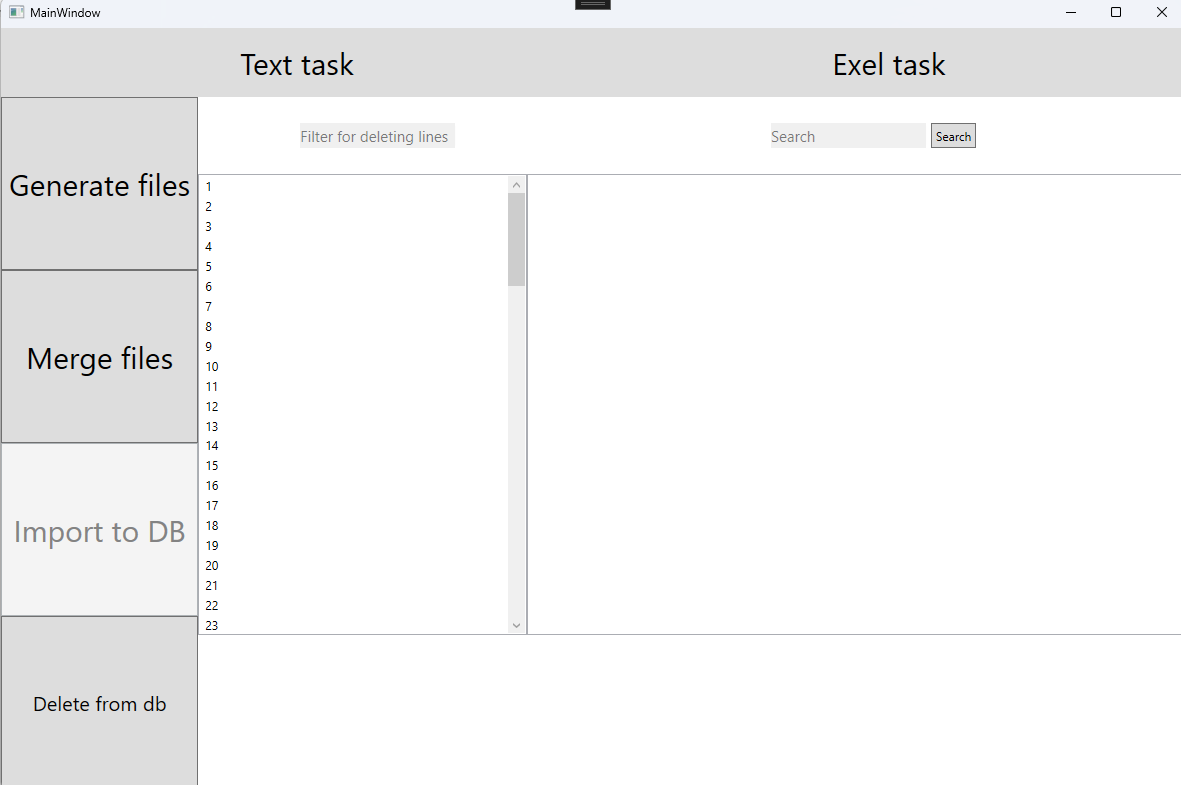 MainWindow
Text task
Exel task
Generate files
Merge files
Import to DB
Delete from db
Filter for deleting lines
Search
Search
1
2
3
4
5
6
7
8
9
10
11
12
13
14
15
16
17
18
19
20
21
22
23